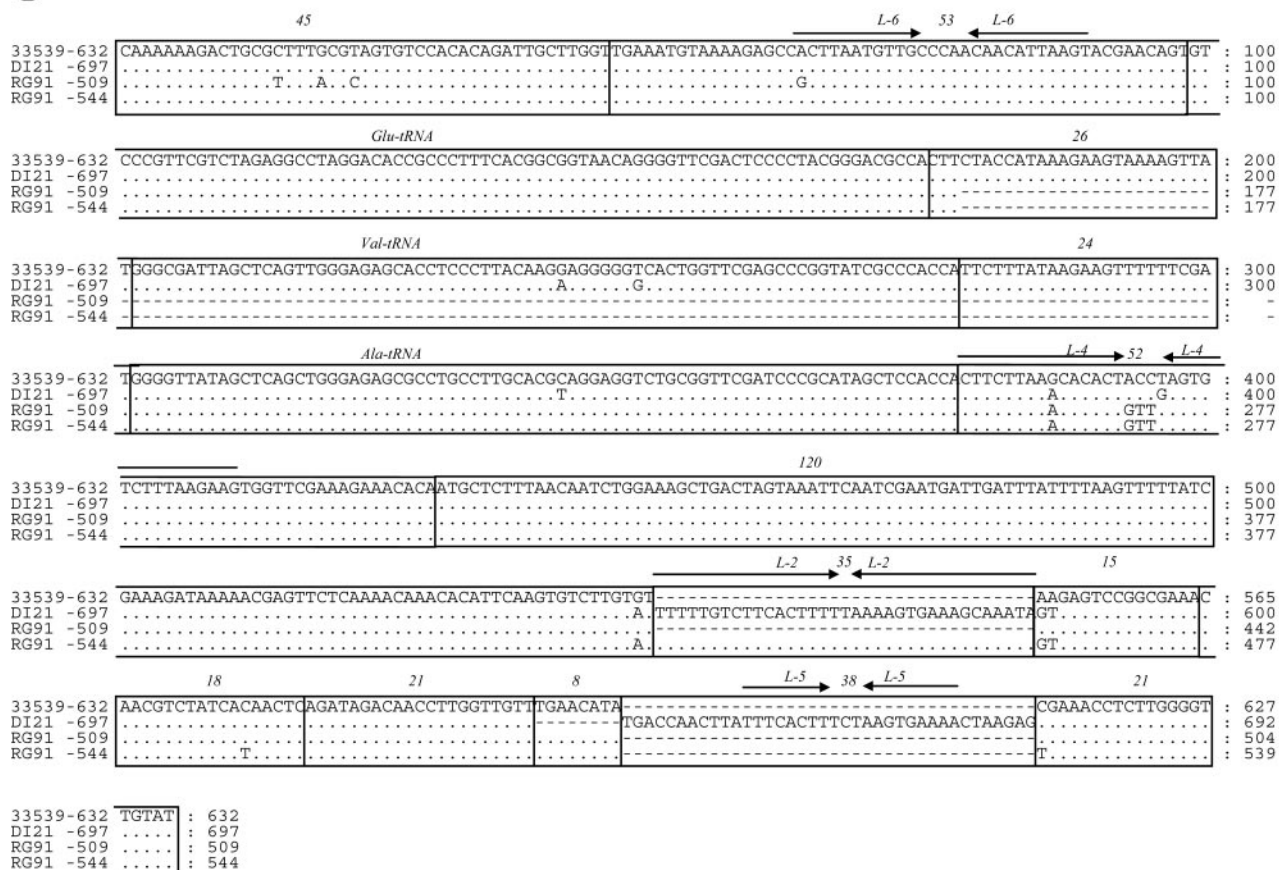 45 L-6 53 L-6
33539-632 CAAAAAAGACTGCGCTTTGCGTAGTGTCCACACAGATTGCTTGGTTGAAATGTAAAAGAGCCACTTAATGTTGCCCAACAACATTAAGTACGAACAGTGT : 100
DI21 -697 .................................................................................................... : 100
RG91 -509 ..............T...A..C........................................G..................................... : 100
RG91 -544 .................................................................................................... : 100
Glu-tRNA 26
33539-632 CCCGTTCGTCTAGAGGCCTAGGACACCGCCCTTTCACGGCGGTAACAGGGGTTCGACTCCCCTACGGGACGCCACTTCTACCATAAAGAAGTAAAAGTTA : 200
DI21 -697 .................................................................................................... : 200
RG91 -509 .............................................................................----------------------- : 177
RG91 -544 .............................................................................----------------------- : 177
Val-tRNA 24
33539-632 TGGGCGATTAGCTCAGTTGGGAGAGCACCTCCCTTACAAGGAGGGGGTCACTGGTTCGAGCCCGGTATCGCCCACCATTCTTTATAAGAAGTTTTTTCGA : 300
DI21 -697 ........................................A......G.................................................... : 300
RG91 -509 ---------------------------------------------------------------------------------------------------- : -
RG91 -544 ---------------------------------------------------------------------------------------------------- : -
Ala-tRNA L-4 52 L-4
33539-632 TGGGGTTATAGCTCAGCTGGGAGAGCGCCTGCCTTGCACGCAGGAGGTCTGCGGTTCGATCCCGCATAGCTCCACCACTTCTTAAGCACACTACCTAGTG : 400
DI21 -697 ........................................T............................................A.........G.... : 400
RG91 -509 .....................................................................................A......GTT..... : 277
RG91 -544 .....................................................................................A......GTT..... : 277
120
33539-632 TCTTTAAGAAGTGGTTCGAAAGAAACACAATGCTCTTTAACAATCTGGAAAGCTGACTAGTAAATTCAATCGAATGATTGATTTATTTTAAGTTTTTATC : 500
DI21 -697 .................................................................................................... : 500
RG91 -509 .................................................................................................... : 377
RG91 -544 .................................................................................................... : 377
L-2 35 L-2 15
33539-632 GAAAGATAAAAACGAGTTCTCAAAACAAACACATTCAAGTGTCTTGTGT-----------------------------------AAGAGTCCGGCGAAAC : 565
DI21 -697 ...............................................A.TTTTTGTCTTCACTTTTTAAAAGTGAAAGCAAATAGT.............. : 600
RG91 -509 .................................................-----------------------------------................ : 442
RG91 -544 ...............................................A.-----------------------------------GT.............. : 477
18 21 8 L-5 38 L-5 21
33539-632 AACGTCTATCACAACTCAGATAGACAACCTTGGTTGTTTGAACATA--------------------------------------CGAAACCTCTTGGGGT : 627
DI21 -697 ......................................--------TGACCAACTTATTTCACTTTCTAAGTGAAAACTAAGAG................ : 692
RG91 -509 ..............................................--------------------------------------................ : 504
RG91 -544 ...........T..................................--------------------------------------T............... : 539
33539-632 TGTAT : 632
DI21 -697 ..... : 697
RG91 -509 ..... : 509
RG91 -544 ..... : 544